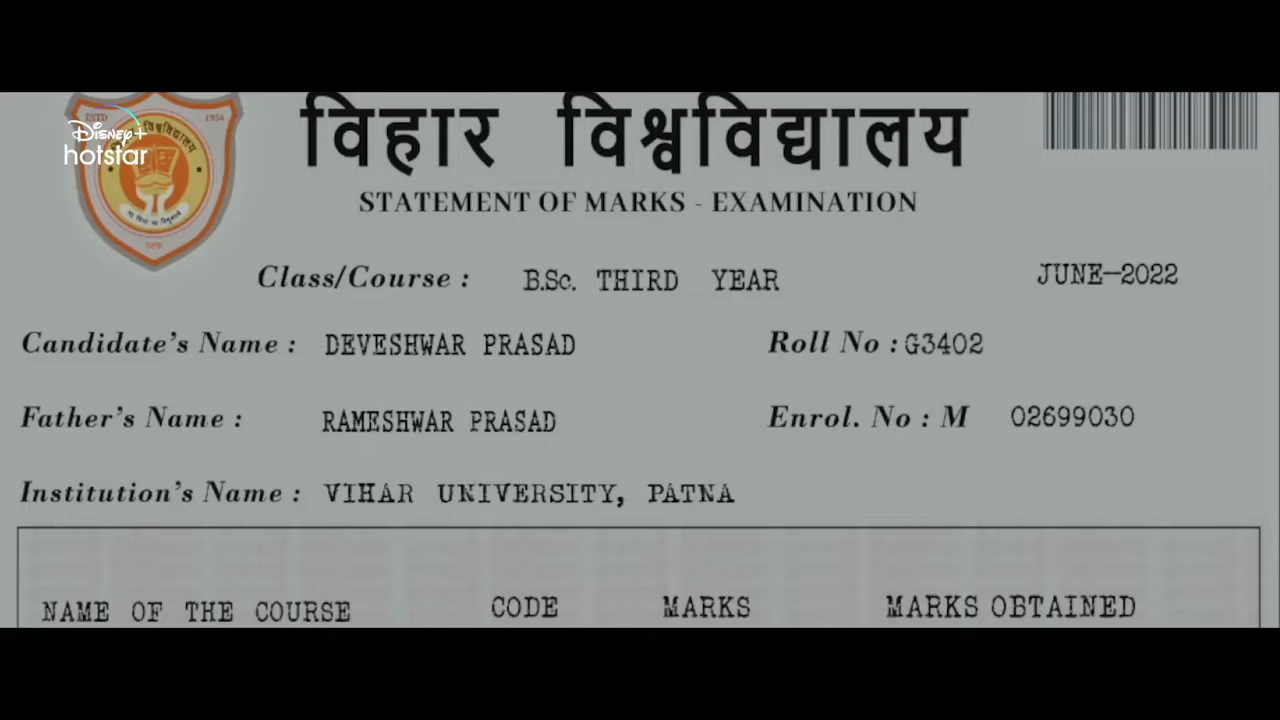 ESTD 1954
Disney+
hotstar
विहार विश्वविद्यालय
STATEMENT OF MARKS - EXAMINATION
Class/Course : B.Sc. THIRD YEAR JUNE-2022
Candidate's Name : DEVESHWAR PRASAD Roll No : G3402
Father's Name : RAMESHWAR PRASAD Enrol. No : M 02699030
Institution's Name : VIHAR UNIVERSITY, PATNA
NAME OF THE COURSE CODE MARKS MARKS OBTAINED